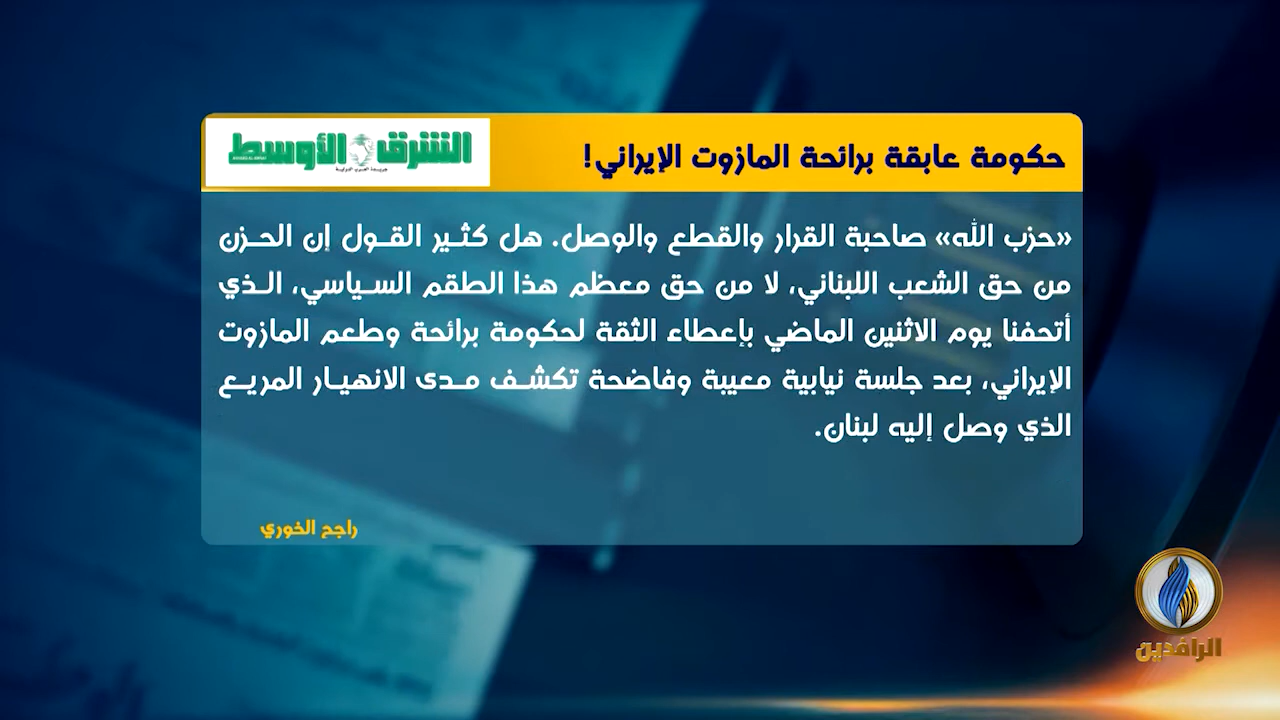 حكومة عابقة برائحة المازوت الإيراني!
الشرق الأوسط
«حزب الله» صاحبة القرار والقطع والوصل. هل كثير القول إن الحزن
من حق الشعب اللبناني، لا من حق معظم هذا الطقم السياسي، الذي
أتحفنا يوم الاثنين الماضي بإعطاء الثقة لحكومة برائحة وطعم المازوت
الإيراني، بعد جلسة نيابية معيبة وفاضحة تكشف مدى الانهيار المريع
الذي وصل إليه لبنان.
راجح الخوري
الرافدين